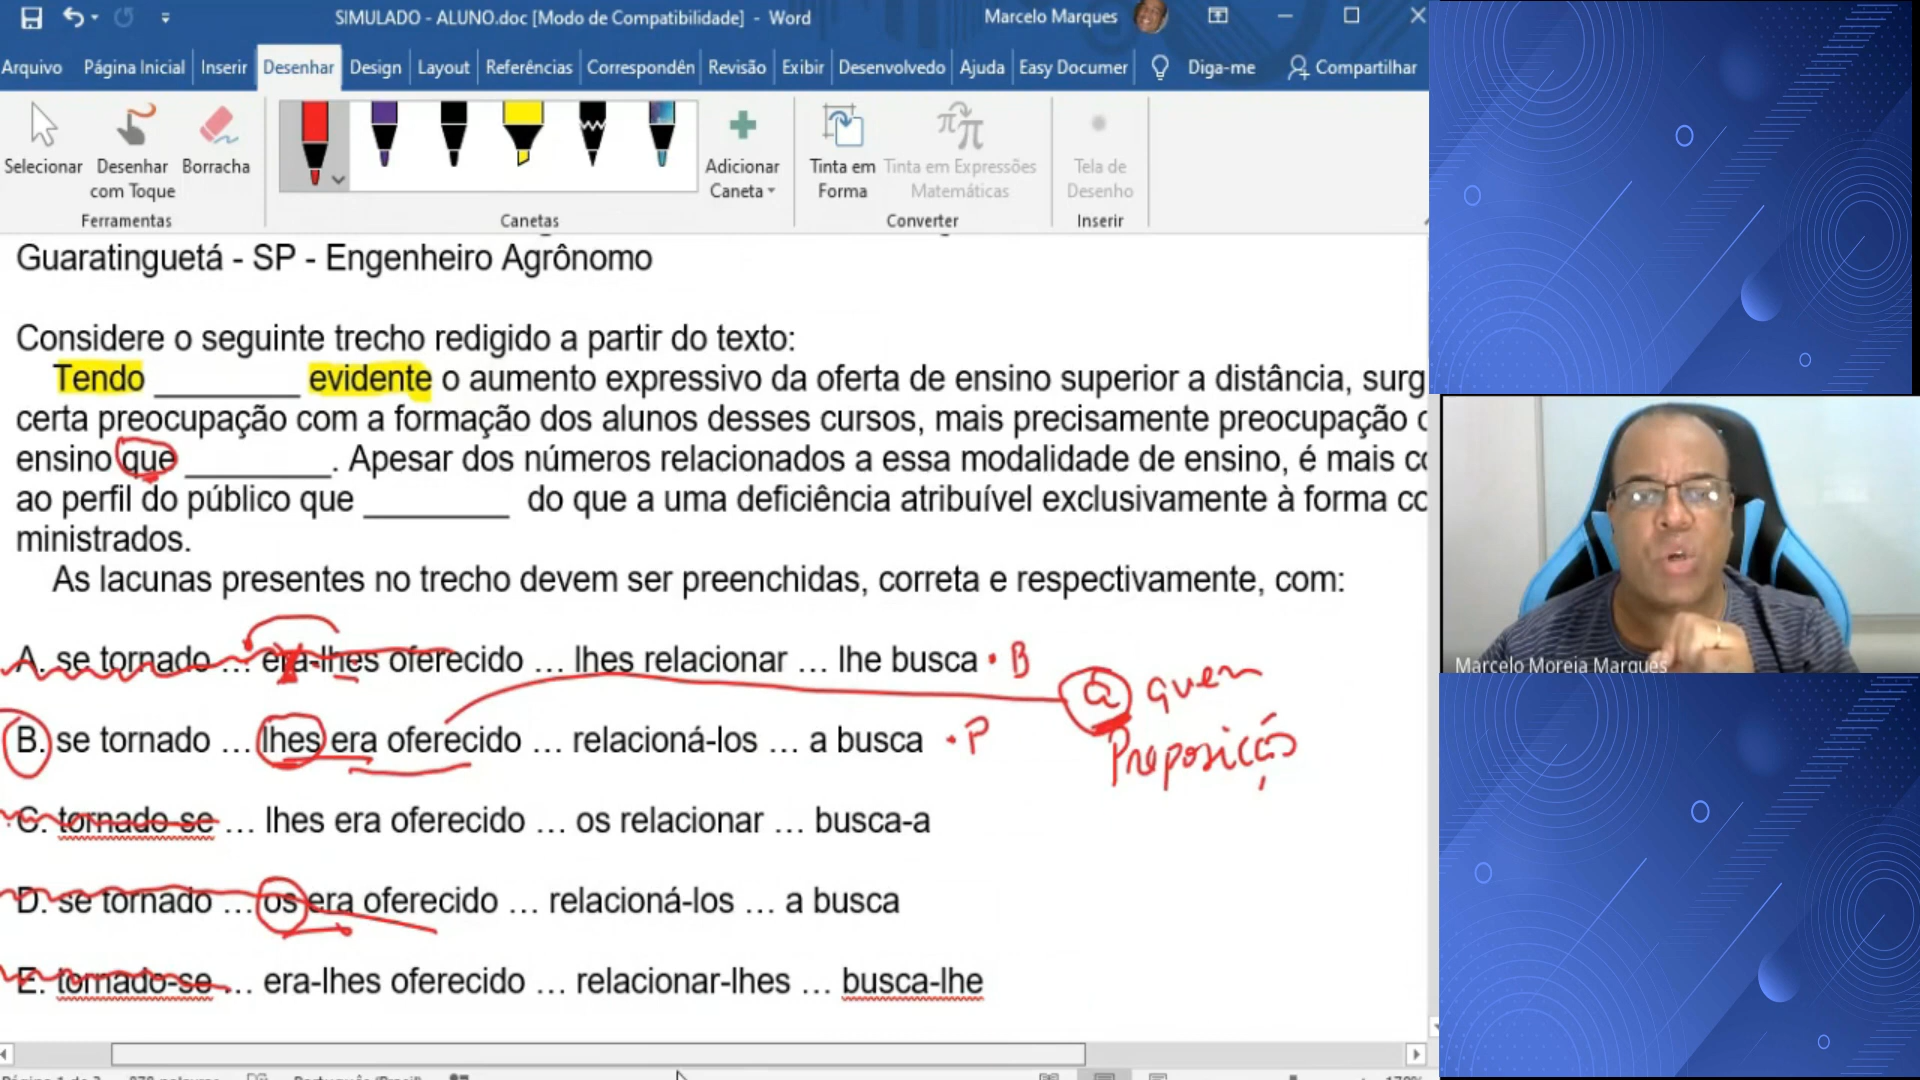 SIMULADO - ALUNO.doc [Modo de Compatibilidade] - Word
Marcelo Marques
Arquivo Página Inicial Inserir Desenhar Design Layout Referências Correspondên Revisão Exibir Desenvolvedo Ajuda Easy Documer Diga-me Compartilhar
Selecionar
Desenhar com Toque
Borracha
Adicionar Caneta
Tinta em Forma
Tinta em Expressões Matemáticas
Tela de Desenho
Ferramentas Canetas Converter Inserir
Guaratinguetá - SP - Engenheiro Agrônomo
Considere o seguinte trecho redigido a partir do texto:
Tendo ________ evidente o aumento expressivo da oferta de ensino superior a distância, surg
certa preocupação com a formação dos alunos desses cursos, mais precisamente preocupação c
ensino que ________. Apesar dos números relacionados a essa modalidade de ensino, é mais co
ao perfil do público que ________ do que a uma deficiência atribuível exclusivamente à forma co
ministrados.
As lacunas presentes no trecho devem ser preenchidas, correta e respectivamente, com:
A. se tornado … era-lhes oferecido … lhes relacionar … lhe busca • B
a quem
B. se tornado … lhes era oferecido … relacioná-los … a busca • P
Preposição
C. tornado-se … lhes era oferecido … os relacionar … busca-a
D. se tornado … os era oferecido … relacioná-los … a busca
E. tornado-se … era-lhes oferecido … relacionar-lhes … busca-lhe
Marcelo Moreia Marques